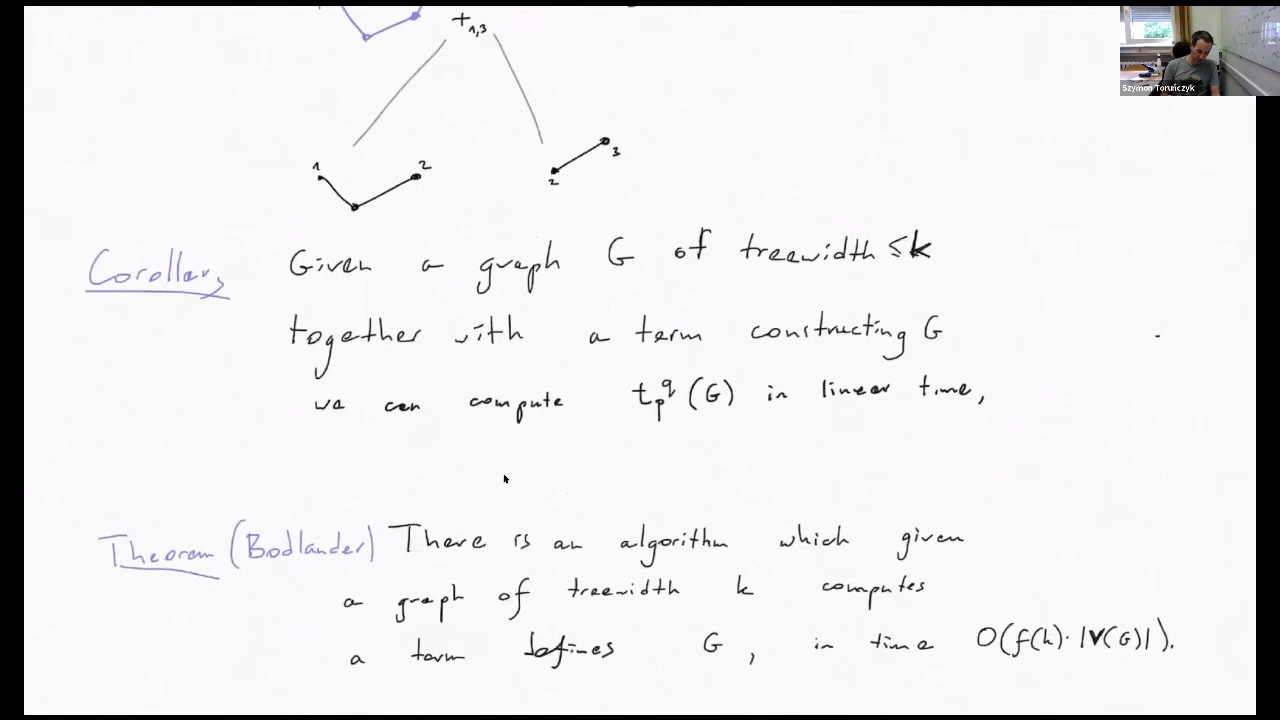 +1,3
Szymon Toruńczyk
1 2
2 3
Corollary Given a graph G of treewidth ≤k
together with a term constructing G
we can compute tp^q(G) in linear time,
Theorem (Bodlander) There is an algorithm which given
a graph of treewidth k computes
a term defines G, in time O(f(k)·|V(G)|).